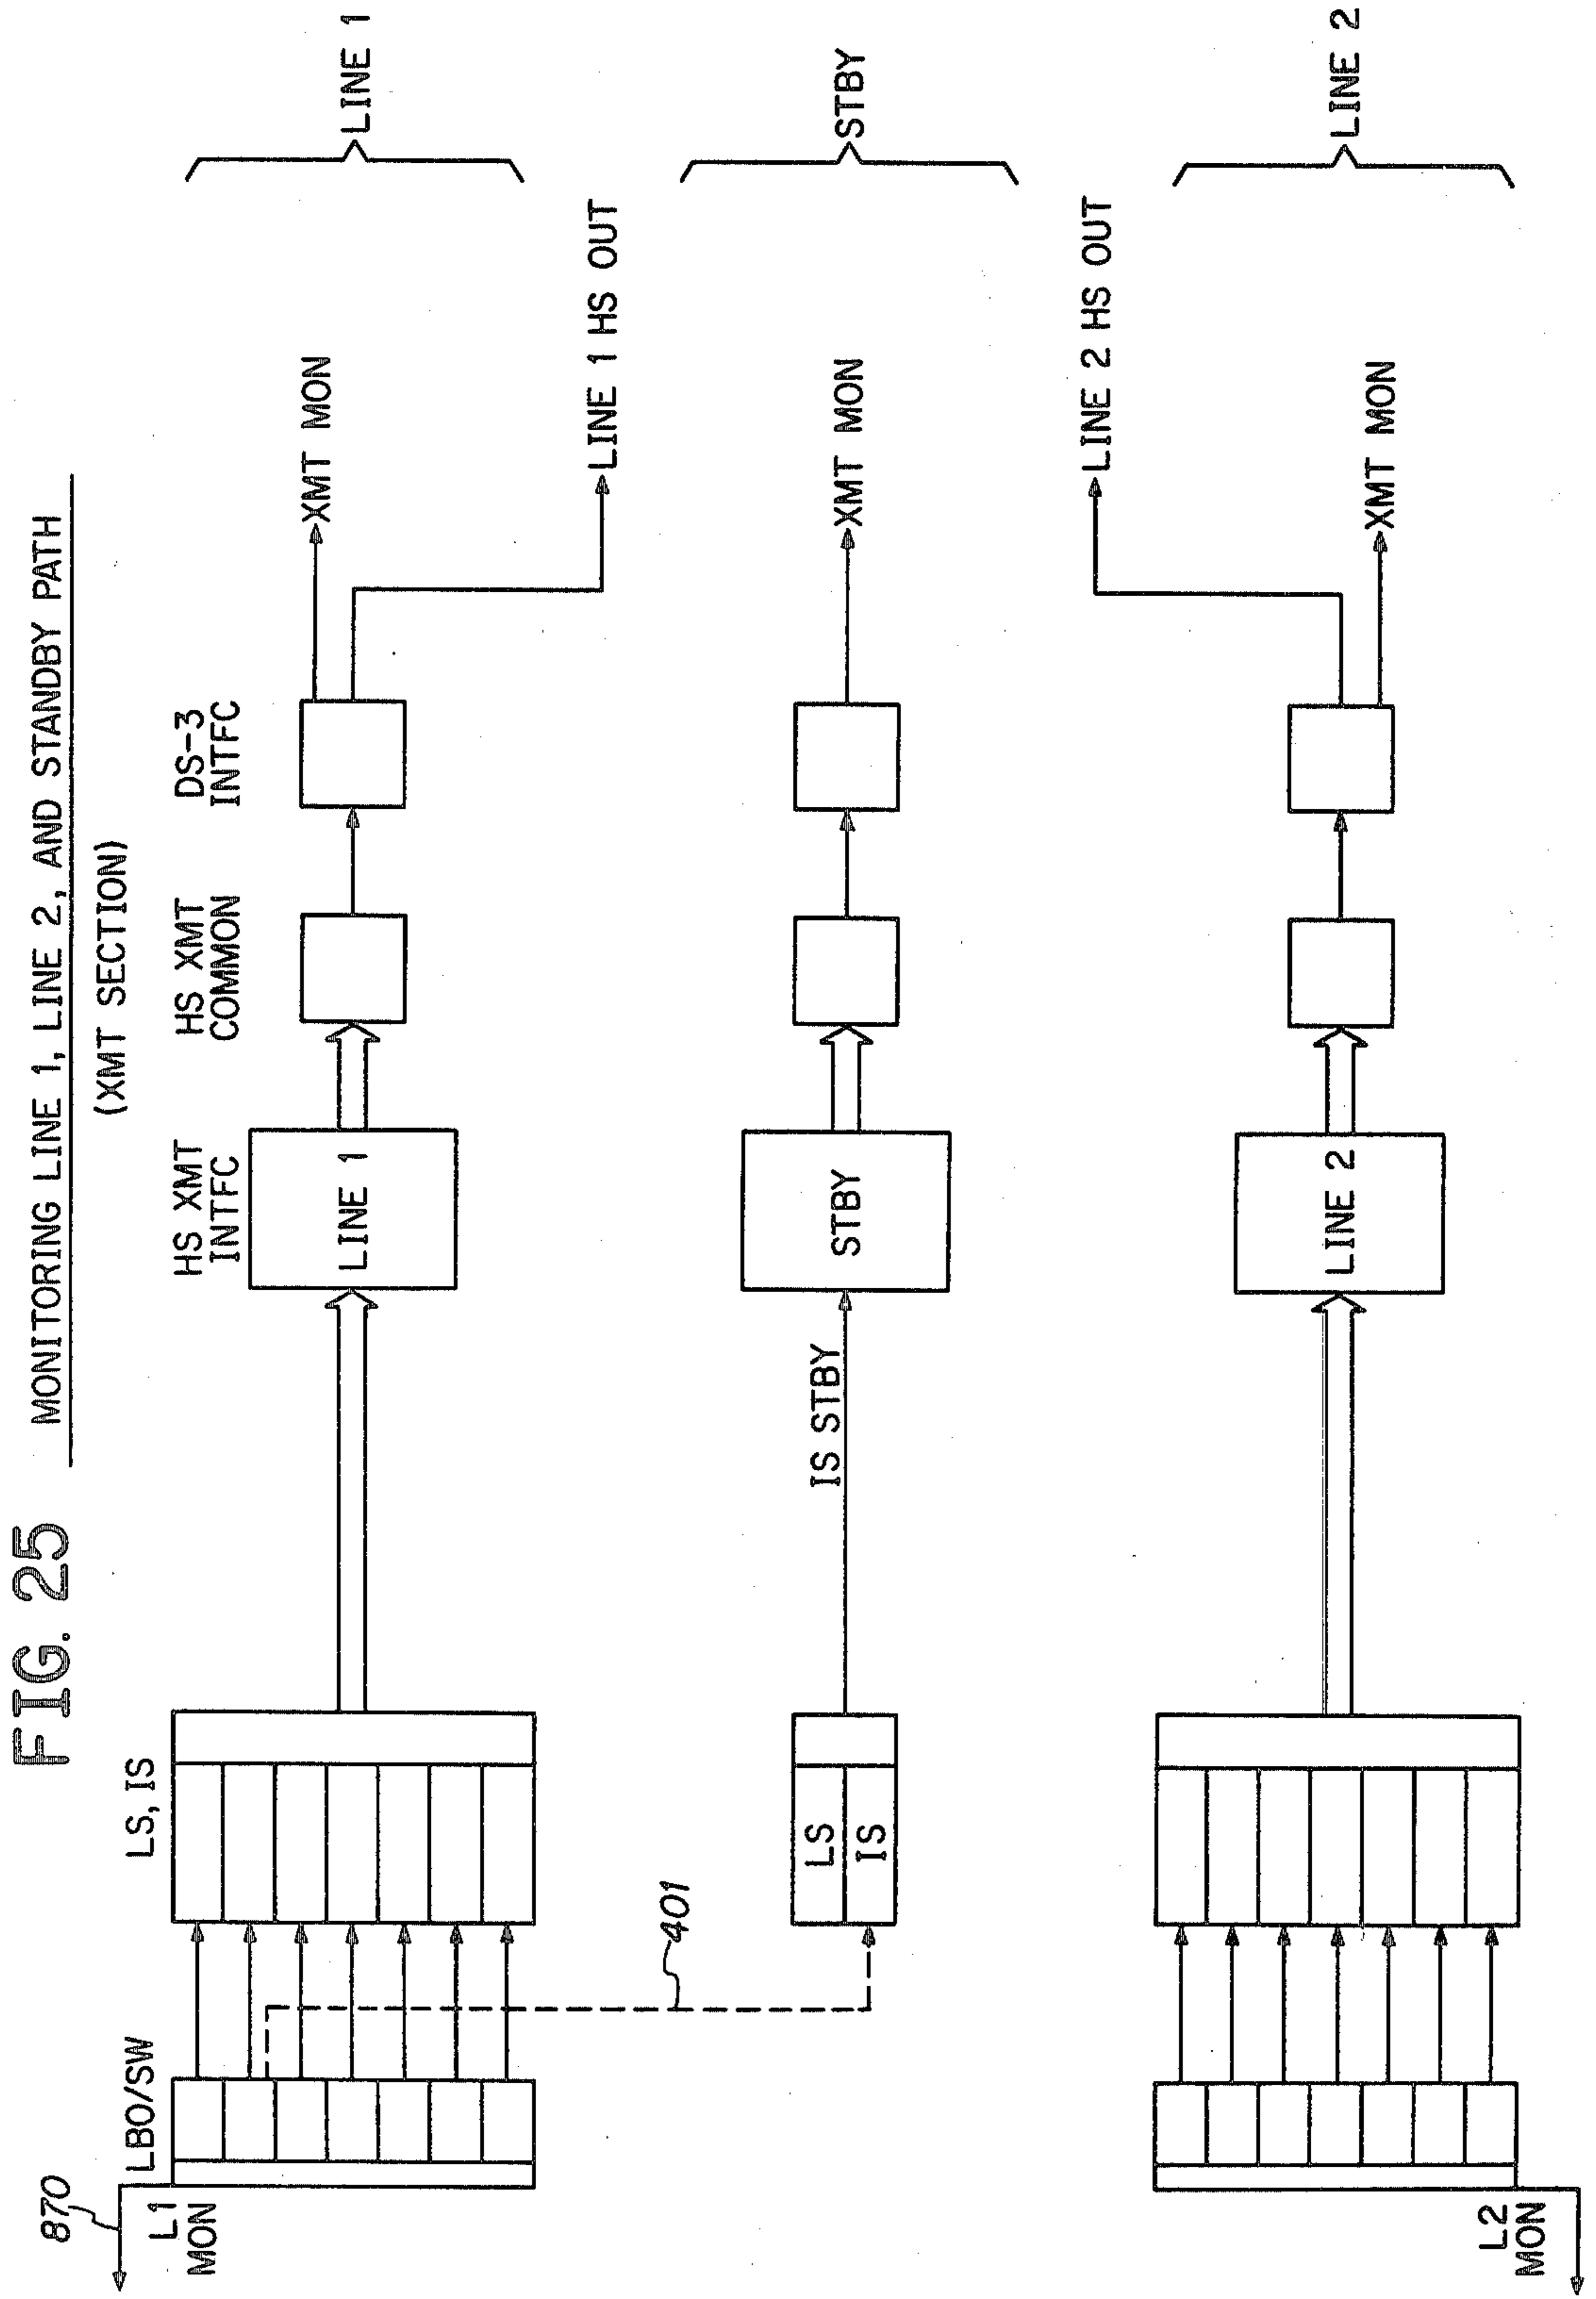 FIG. 25
MONITORING LINE 1, LINE 2, AND STANDBY PATH
(XMT SECTION)
870
L1
MON
LBO/SW
LS, IS
HS XMT
INTFC
HS XMT
COMMON
DS-3
INTFC
LINE 1
XMT MON
LINE 1 HS OUT
LINE 1
401
LS
IS
IS STBY
STBY
XMT MON
STBY
LINE 2 HS OUT
L2
MON
LINE 2
XMT MON
LINE 2